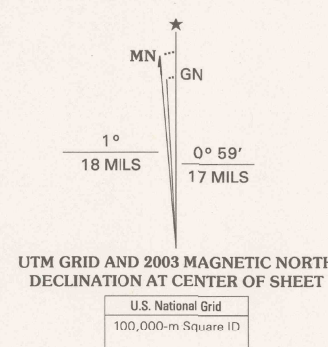 MN
GN
1°
18 MILS
0° 59′
17 MILS
UTM GRID AND 2003 MAGNETIC NORTH
DECLINATION AT CENTER OF SHEET
U.S. National Grid
100,000-m Square ID